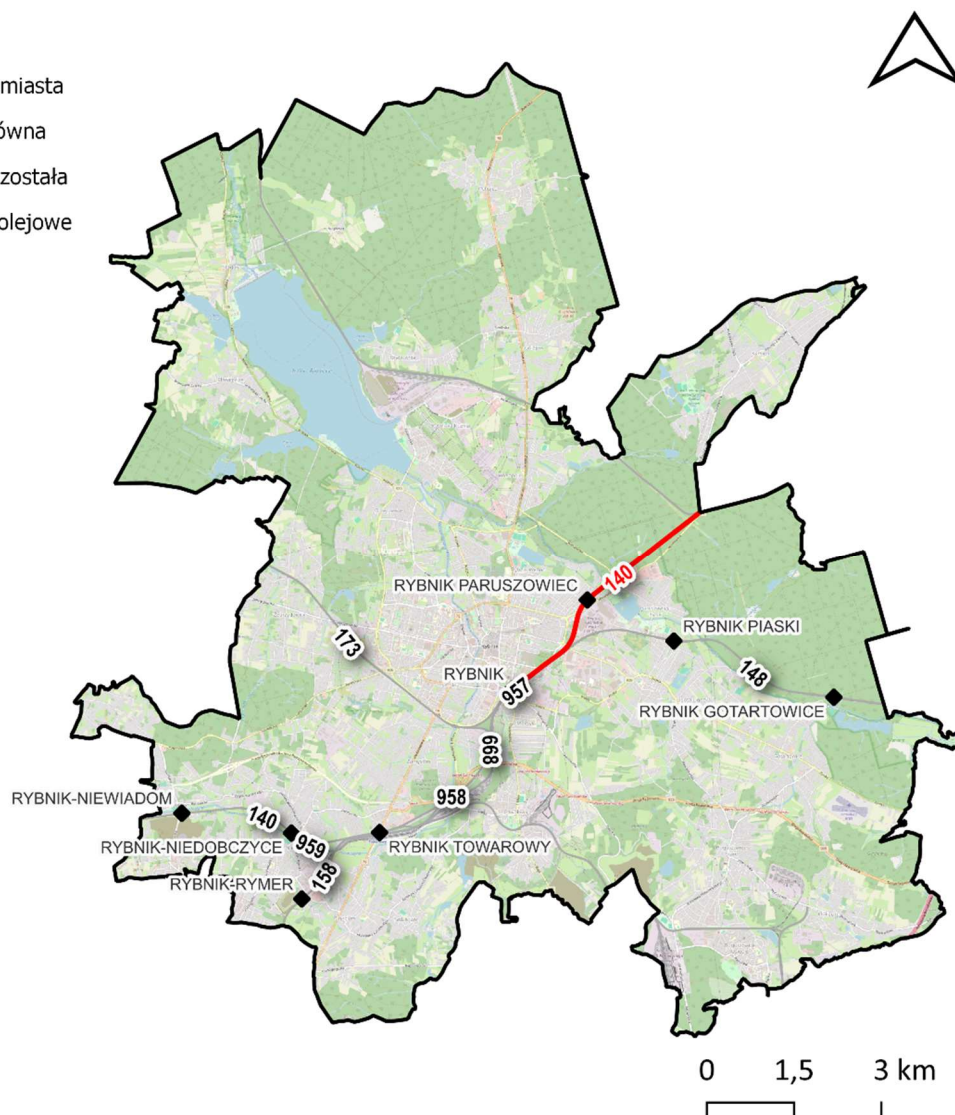 miasta
ówna
została
olejowe
RYBNIK PARUSZOWIEC
140
RYBNIK PIASKI
173
RYBNIK
957
148
RYBNIK GOTARTOWICE
899
958
RYBNIK-NIEWIADOM
140
RYBNIK-NIEDOBCZYCE
959
RYBNIK TOWAROWY
RYBNIK-RYMER
158
0 1,5 3 km